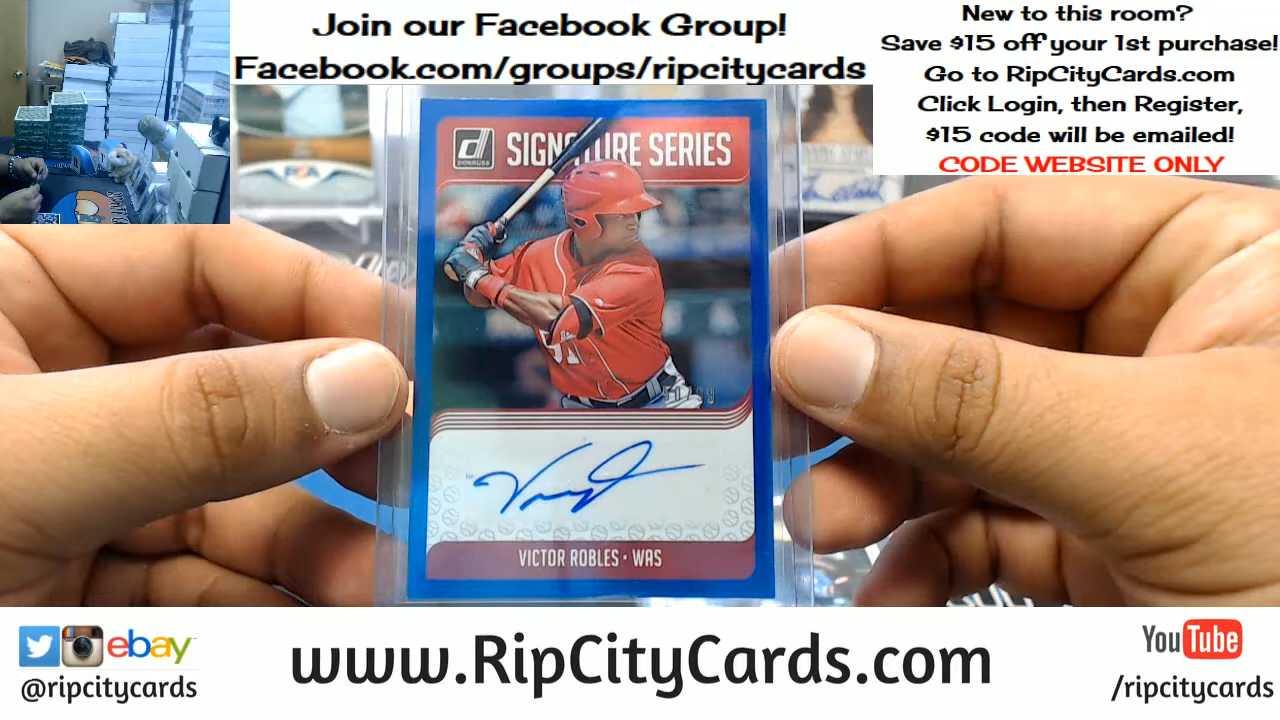 Join our Facebook Group!
Facebook.com/groups/ripcitycards
New to this room?
Save $15 off your 1st purchase!
Go to RipCityCards.com
Click Login, then Register,
$15 code will be emailed!
CODE WEBSITE ONLY
DONRUSS
SIGNATURE SERIES
VICTOR ROBLES · WAS
ebay
@ripcitycards
www.RipCityCards.com
YouTube
/ripcitycards